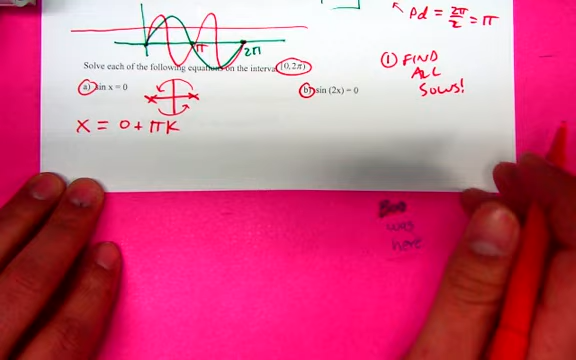 Pd = 2π/2 = π
π
2π
Solve each of the following equations on the interval [0,2π)
① FIND
ALL
SOLNS!
a) sin x = 0
b) sin (2x) = 0
x = 0 + πk
was
here